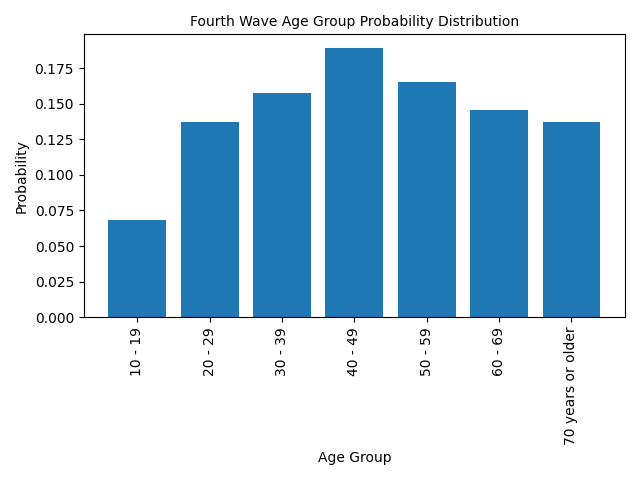 Fourth Wave Age Group Probability Distribution
0.175
0.150
0.125
0.100
0.075
0.050
0.025
0.000
Probability
10 - 19
20 - 29
30 - 39
40 - 49
50 - 59
60 - 69
70 years or older
Age Group